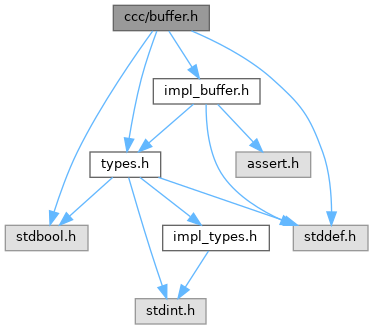 ccc/buffer.h
impl_buffer.h
types.h
assert.h
stdbool.h
impl_types.h
stddef.h
stdint.h